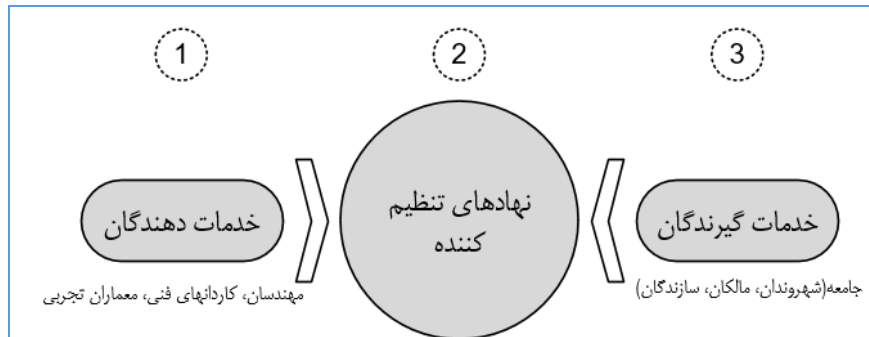 1
2
3
خدمات دهندگان
نهادهای تنظیم
کننده
خدمات گیرندگان
مهندسان، کاردانهای فنی، معماران تجربی
جامعه(شهروندان، مالکان، سازندگان)